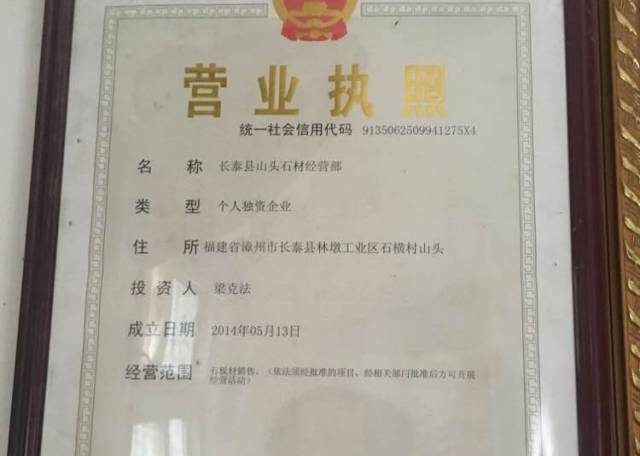 营业执照
统一社会信用代码 9135062509941275X4
名称 长泰县山头石材经营部
类型 个人独资企业
住所 福建省漳州市长泰县林墩工业区石横村山头
投资人 梁克法
成立日期 2014年05月13日
经营范围 石板材销售。（依法须经批准的项目，经相关部门批准后方可开展
经营活动）